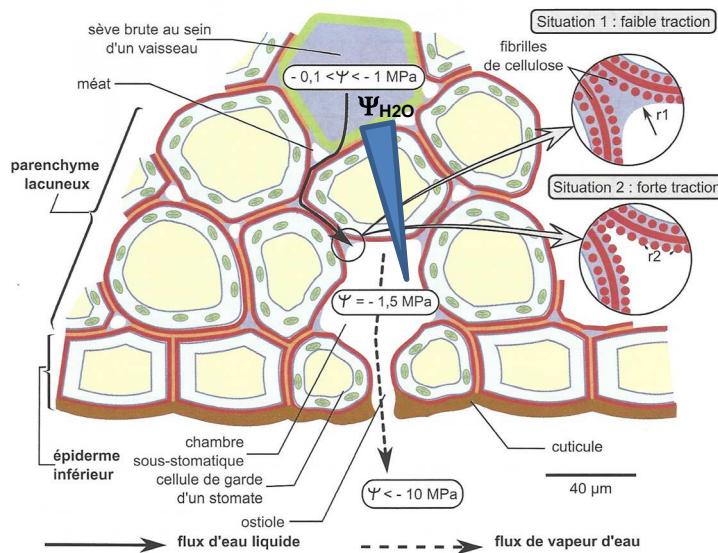 sève brute au sein
d'un vaisseau
Situation 1 : faible traction
fibrilles
de cellulose
- 0,1 < Ψ < - 1 MPa
méat
ΨH2O
r1
parenchyme
lacuneux
Situation 2 : forte traction
r2
Ψ = - 1,5 MPa
épiderme
inférieur
chambre
sous-stomatique
cellule de garde
d'un stomate
ostiole
cuticule
Ψ < - 10 MPa
40 µm
flux d'eau liquide
flux de vapeur d'eau